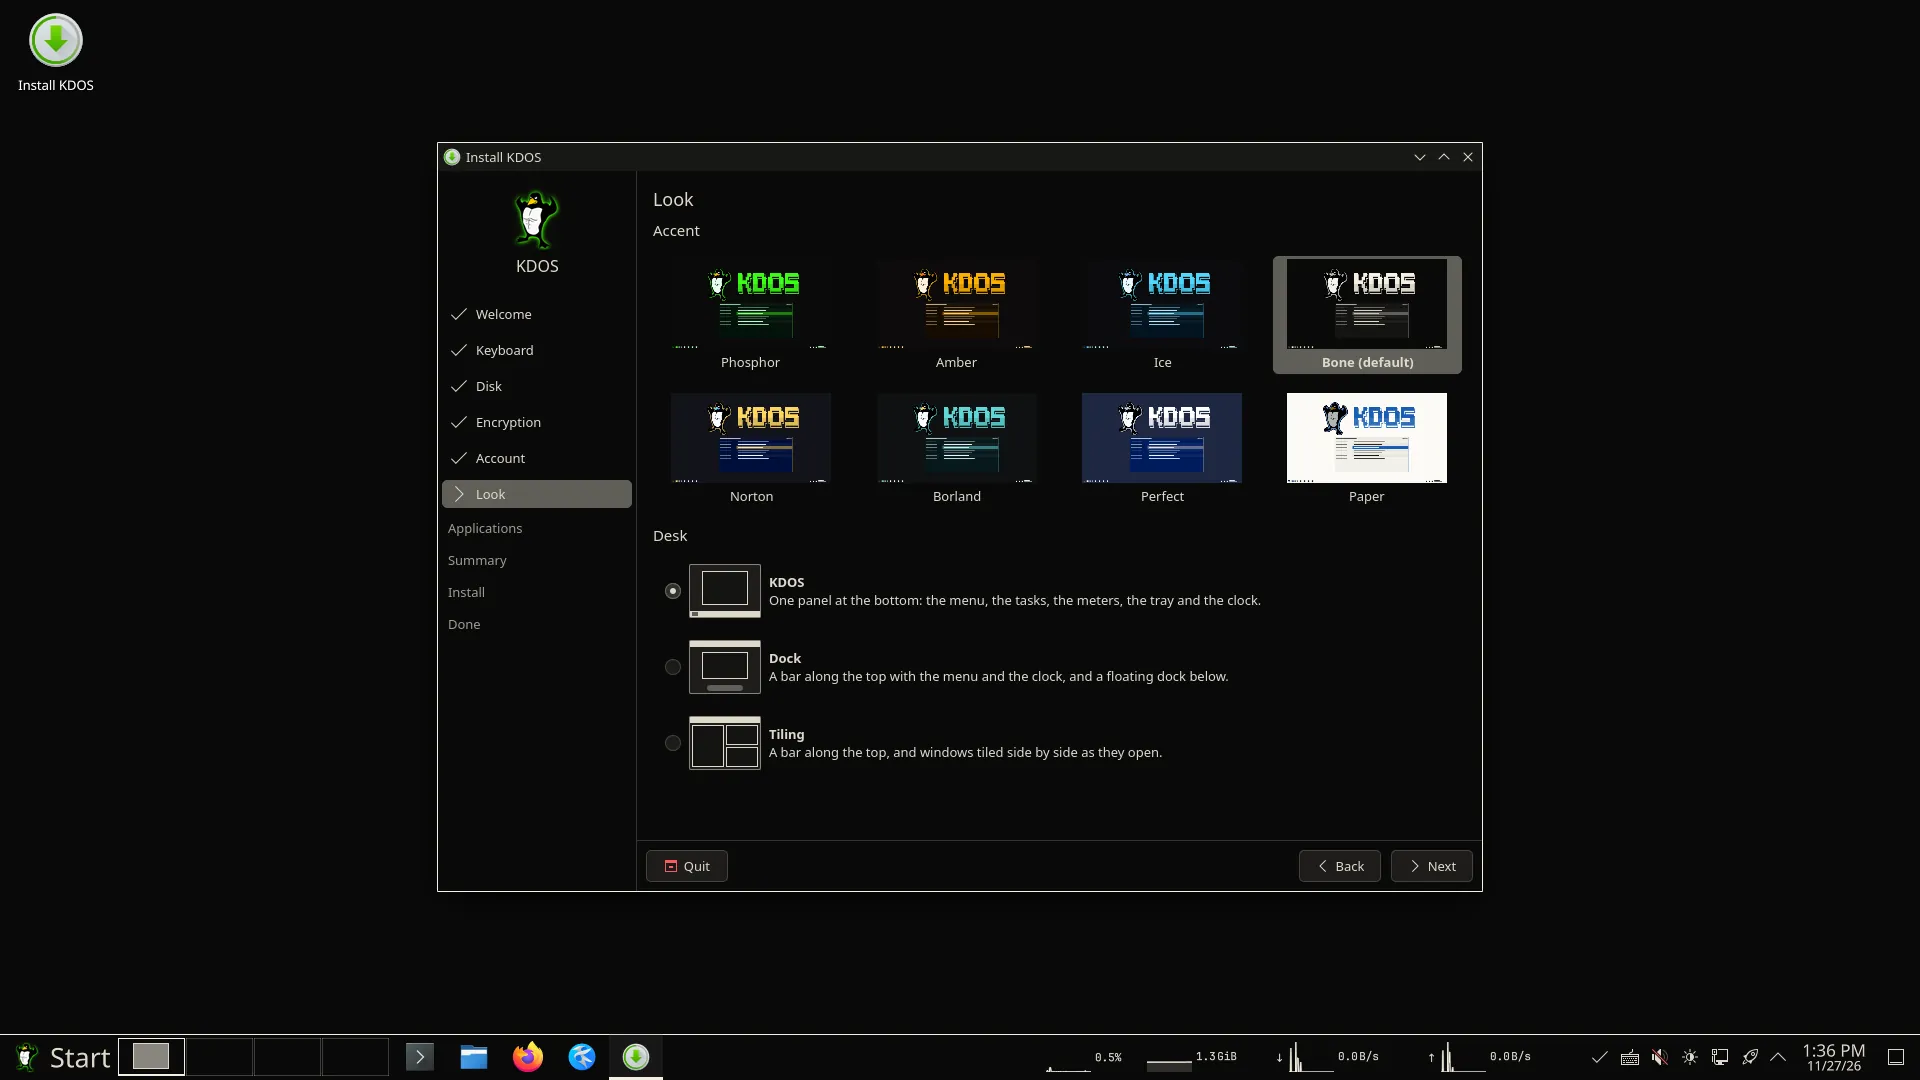 Install KDOS
Install KDOS
KDOS
Welcome
Keyboard
Disk
Encryption
Account
Look
Applications
Summary
Install
Done
Look
Accent
KDOS
Phosphor
KDOS
Amber
KDOS
Ice
KDOS
Bone (default)
KDOS
Norton
KDOS
Borland
KDOS
Perfect
KDOS
Paper
Desk
KDOS
One panel at the bottom: the menu, the tasks, the meters, the tray and the clock.
Dock
A bar along the top with the menu and the clock, and a floating dock below.
Tiling
A bar along the top, and windows tiled side by side as they open.
Quit
Back
Next
Start
0.5%
1.3GiB
↓ 0.0B/s
↑ 0.0B/s
1:36 PM
11/27/26